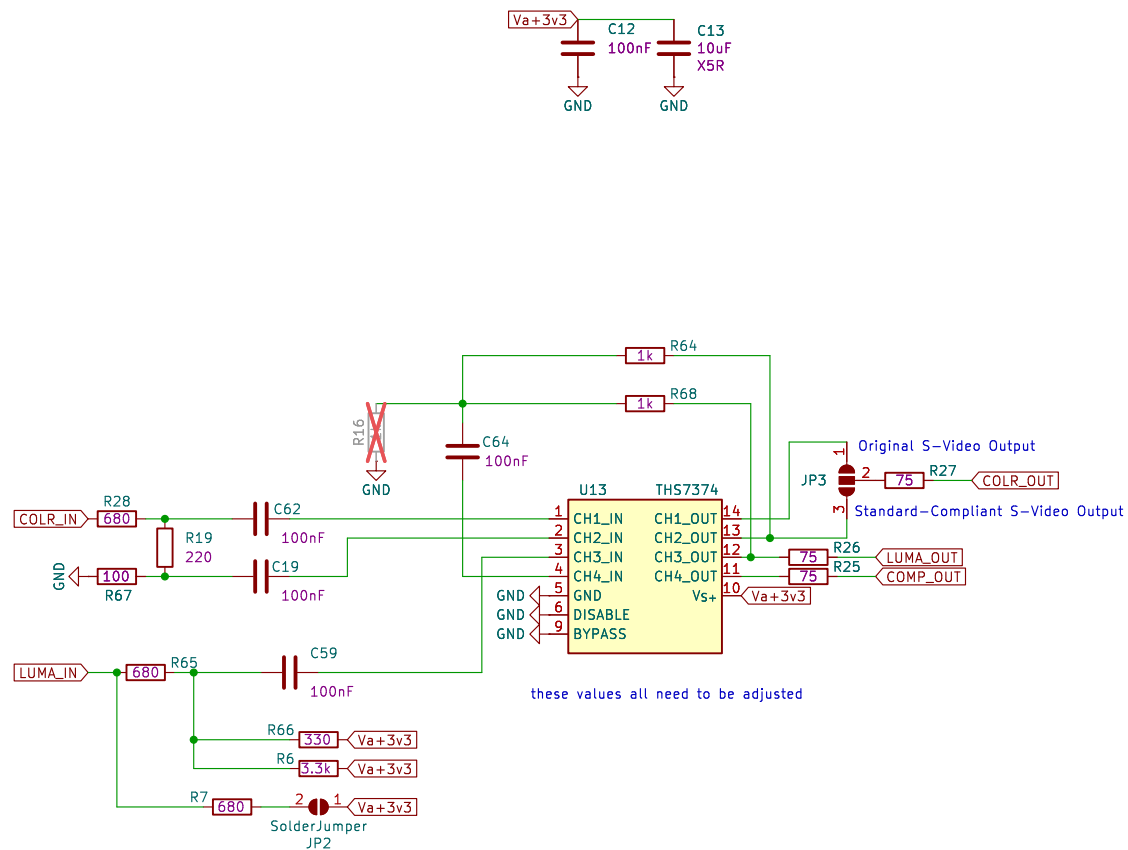 Va+3v3
C12
100nF
C13
10uF
X5R
GND
GND
R64
1k
R68
1k
R16
GND
C64
100nF
Original S-Video Output
1
JP3
2
3
R27
75
COLR_OUT
Standard-Compliant S-Video Output
U13
THS7374
1
CH1_IN
CH1_OUT
14
2
CH2_IN
CH2_OUT
13
3
CH3_IN
CH3_OUT
12
4
CH4_IN
CH4_OUT
11
GND
5
GND
Vs+
10
Va+3v3
GND
6
DISABLE
GND
9
BYPASS
R26
75
LUMA_OUT
R25
75
COMP_OUT
COLR_IN
R28
680
R19
220
C62
100nF
GND
100
R67
C19
100nF
LUMA_IN
680
R65
C59
100nF
these values all need to be adjusted
R66
330
Va+3v3
R6
3.3k
Va+3v3
R7
680
2
1
Va+3v3
SolderJumper
JP2